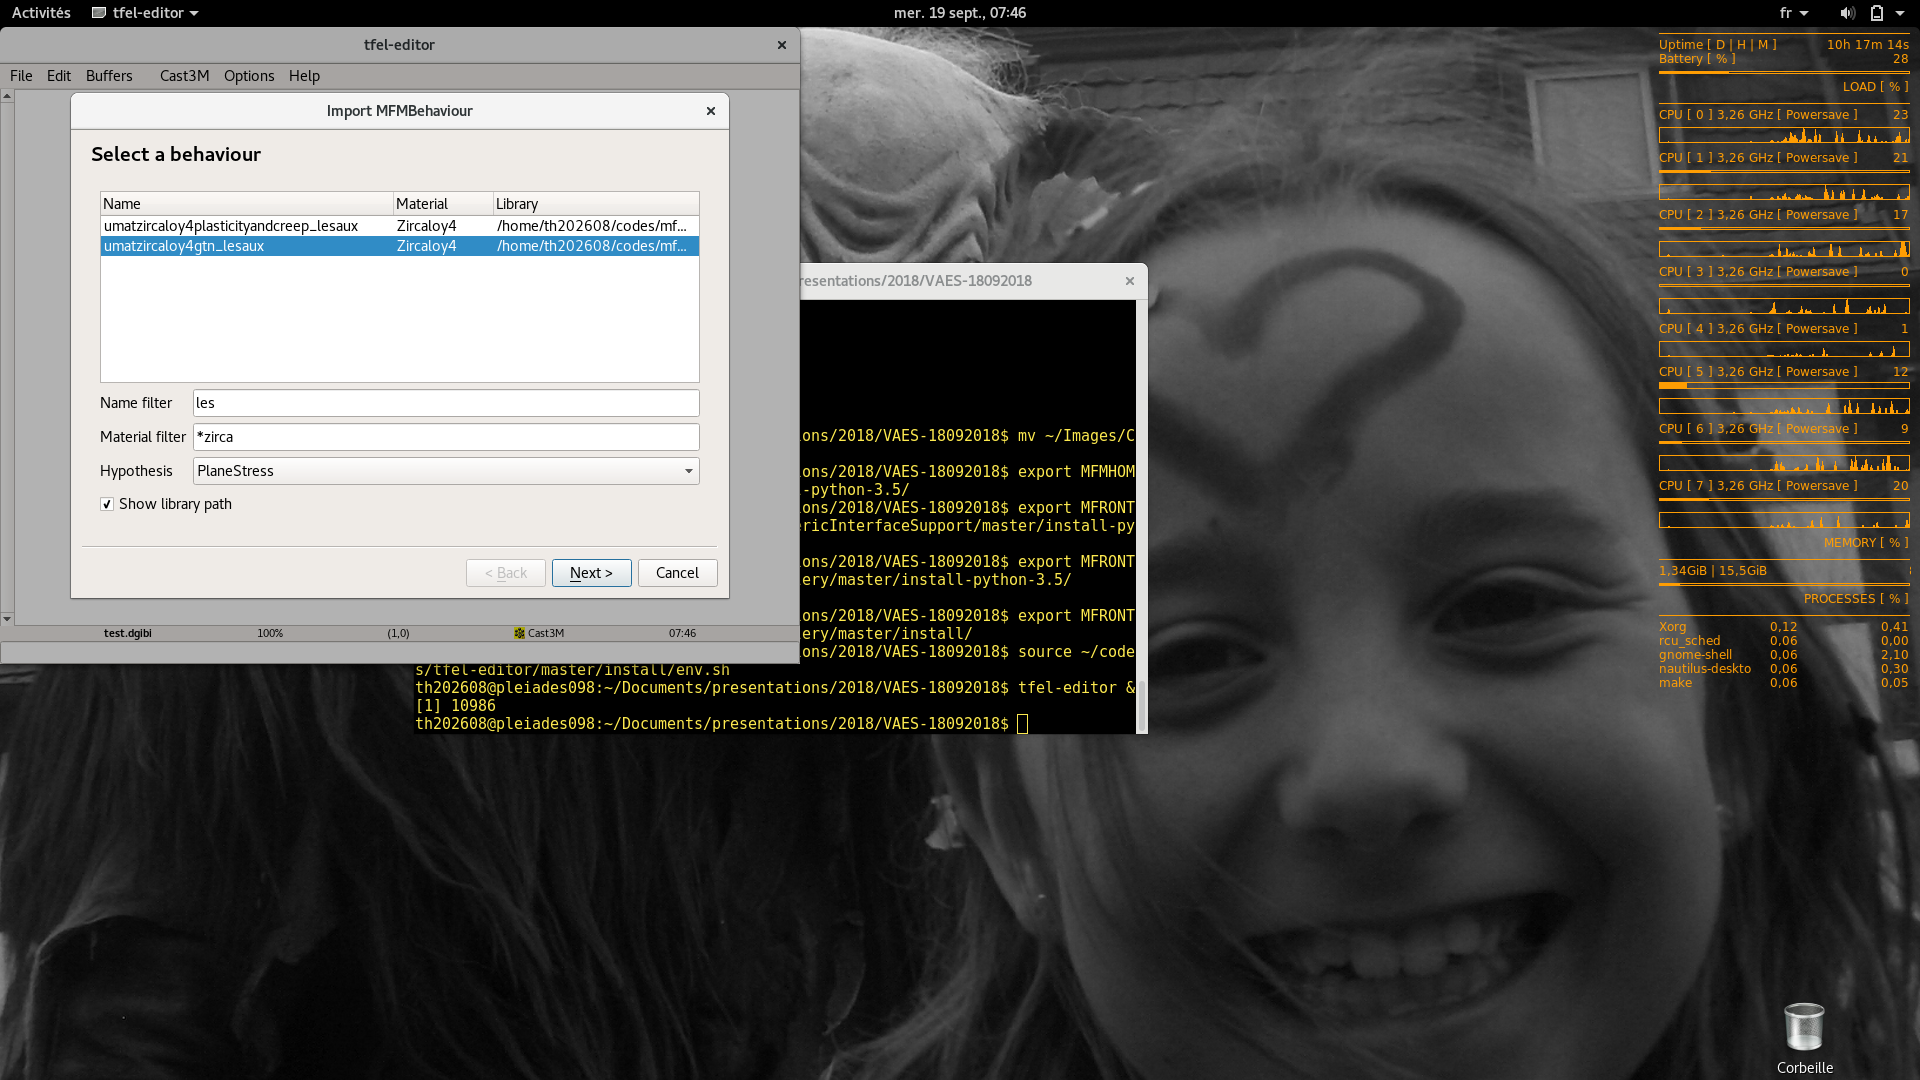 Activités
tfel-editor
mer. 19 sept., 07:46
fr
tfel-editor
File Edit Buffers Cast3M Options Help
Import MFMBehaviour
Select a behaviour
Name Material Library
umatzircaloy4plasticityandcreep_lesaux Zircaloy4 /home/th202608/codes/mf...
umatzircaloy4gtn_lesaux Zircaloy4 /home/th202608/codes/mf...
Name filter les
Material filter *zirca
Hypothesis PlaneStress
Show library path
< Back Next > Cancel
test.dgibi 100% (1,0) Cast3M 07:46
resentations/2018/VAES-18092018
ons/2018/VAES-18092018$ mv ~/Images/C
ons/2018/VAES-18092018$ export MFMHOM
-python-3.5/
ons/2018/VAES-18092018$ export MFRONT
ricInterfaceSupport/master/install-py
ons/2018/VAES-18092018$ export MFRONT
ery/master/install-python-3.5/
ons/2018/VAES-18092018$ export MFRONT
ery/master/install/
ons/2018/VAES-18092018$ source ~/code
s/tfel-editor/master/install/env.sh
th202608@pleiades098:~/Documents/presentations/2018/VAES-18092018$ tfel-editor &
[1] 10986
th202608@pleiades098:~/Documents/presentations/2018/VAES-18092018$
Uptime [ D | H | M ] 10h 17m 14s
Battery [ % ] 28
LOAD [ % ]
CPU [ 0 ] 3,26 GHz [ Powersave ] 23
CPU [ 1 ] 3,26 GHz [ Powersave ] 21
CPU [ 2 ] 3,26 GHz [ Powersave ] 17
CPU [ 3 ] 3,26 GHz [ Powersave ] 0
CPU [ 4 ] 3,26 GHz [ Powersave ] 1
CPU [ 5 ] 3,26 GHz [ Powersave ] 12
CPU [ 6 ] 3,26 GHz [ Powersave ] 9
CPU [ 7 ] 3,26 GHz [ Powersave ] 20
MEMORY [ % ]
1,34GiB | 15,5GiB
PROCESSES [ % ]
Xorg 0,12 0,41
rcu_sched 0,06 0,00
gnome-shell 0,06 2,10
nautilus-deskto 0,06 0,30
make 0,06 0,05
Corbeille